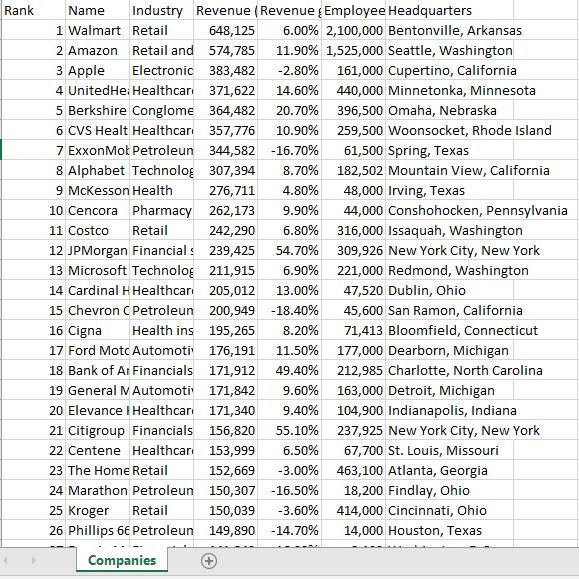 Rank Name Industry Revenue ( Revenue g Employee Headquarters
1 Walmart Retail 648,125 6.00% 2,100,000 Bentonville, Arkansas
2 Amazon Retail and 574,785 11.90% 1,525,000 Seattle, Washington
3 Apple Electronic 383,482 -2.80% 161,000 Cupertino, California
4 UnitedHea Healthcar 371,622 14.60% 440,000 Minnetonka, Minnesota
5 Berkshire Conglome 364,482 20.70% 396,500 Omaha, Nebraska
6 CVS Healt Healthcar 357,776 10.90% 259,500 Woonsocket, Rhode Island
7 ExxonMob Petroleum 344,582 -16.70% 61,500 Spring, Texas
8 Alphabet Technolog 307,394 8.70% 182,502 Mountain View, California
9 McKesson Health 276,711 4.80% 48,000 Irving, Texas
10 Cencora Pharmacy 262,173 9.90% 44,000 Conshohocken, Pennsylvania
11 Costco Retail 242,290 6.80% 316,000 Issaquah, Washington
12 JPMorgan Financial s 239,425 54.70% 309,926 New York City, New York
13 Microsoft Technolog 211,915 6.90% 221,000 Redmond, Washington
14 Cardinal H Healthcar 205,012 13.00% 47,520 Dublin, Ohio
15 Chevron C Petroleum 200,949 -18.40% 45,600 San Ramon, California
16 Cigna Health ins 195,265 8.20% 71,413 Bloomfield, Connecticut
17 Ford Moto Automoti 176,191 11.50% 177,000 Dearborn, Michigan
18 Bank of Ar Financials 171,912 49.40% 212,985 Charlotte, North Carolina
19 General M Automoti 171,842 9.60% 163,000 Detroit, Michigan
20 Elevance Healthcar 171,340 9.40% 104,900 Indianapolis, Indiana
21 Citigroup Financials 156,820 55.10% 237,925 New York City, New York
22 Centene Healthcar 153,999 6.50% 67,700 St. Louis, Missouri
23 The Home Retail 152,669 -3.00% 463,100 Atlanta, Georgia
24 Marathon Petroleum 150,307 -16.50% 18,200 Findlay, Ohio
25 Kroger Retail 150,039 -3.60% 414,000 Cincinnati, Ohio
26 Phillips 66 Petroleum 149,890 -14.70% 14,000 Houston, Texas
Companies